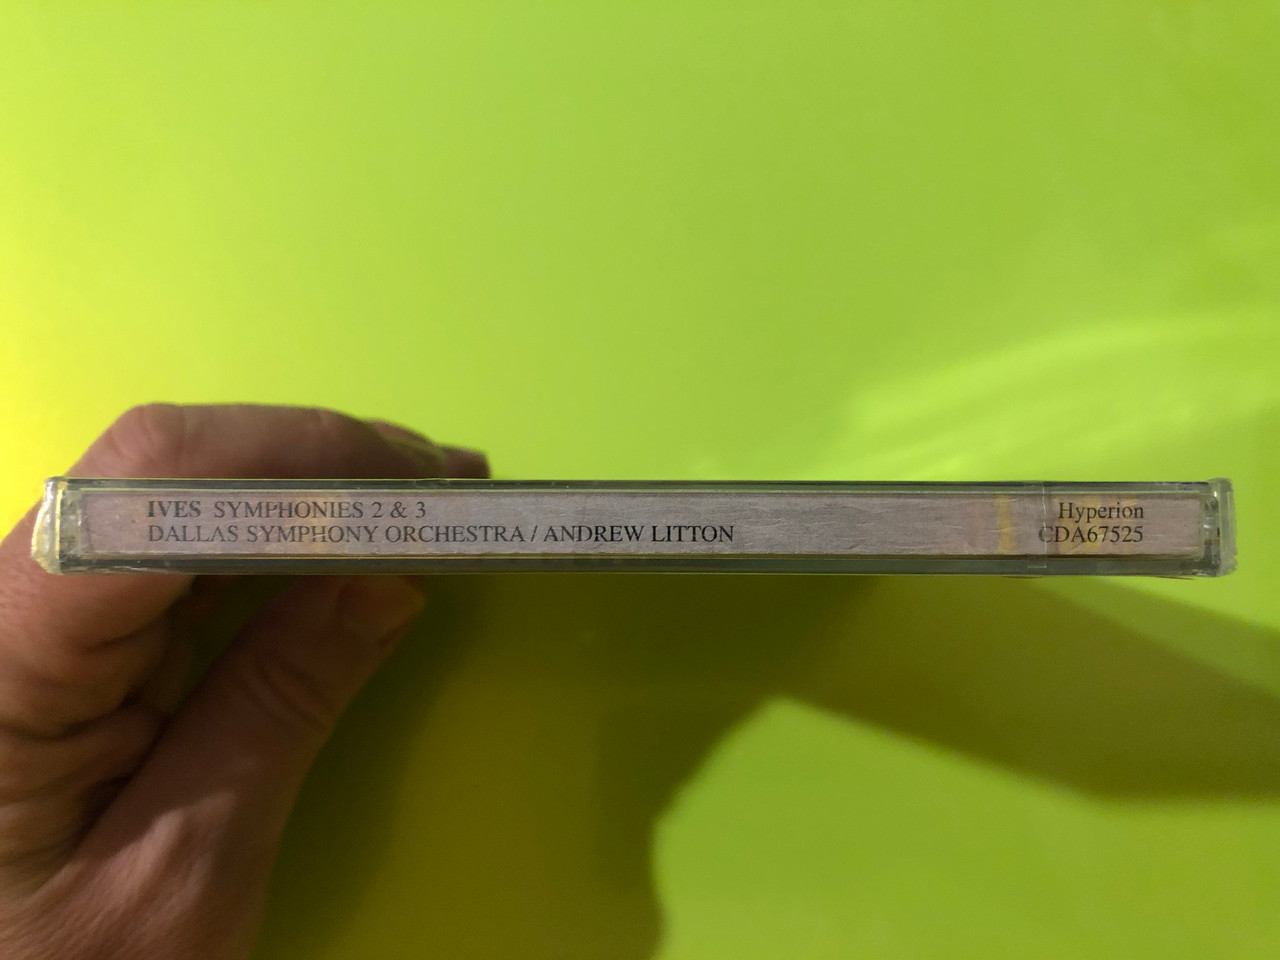 IVES SYMPHONIES 2 & 3
DALLAS SYMPHONY ORCHESTRA / ANDREW LITTON
Hyperion
CDA67525